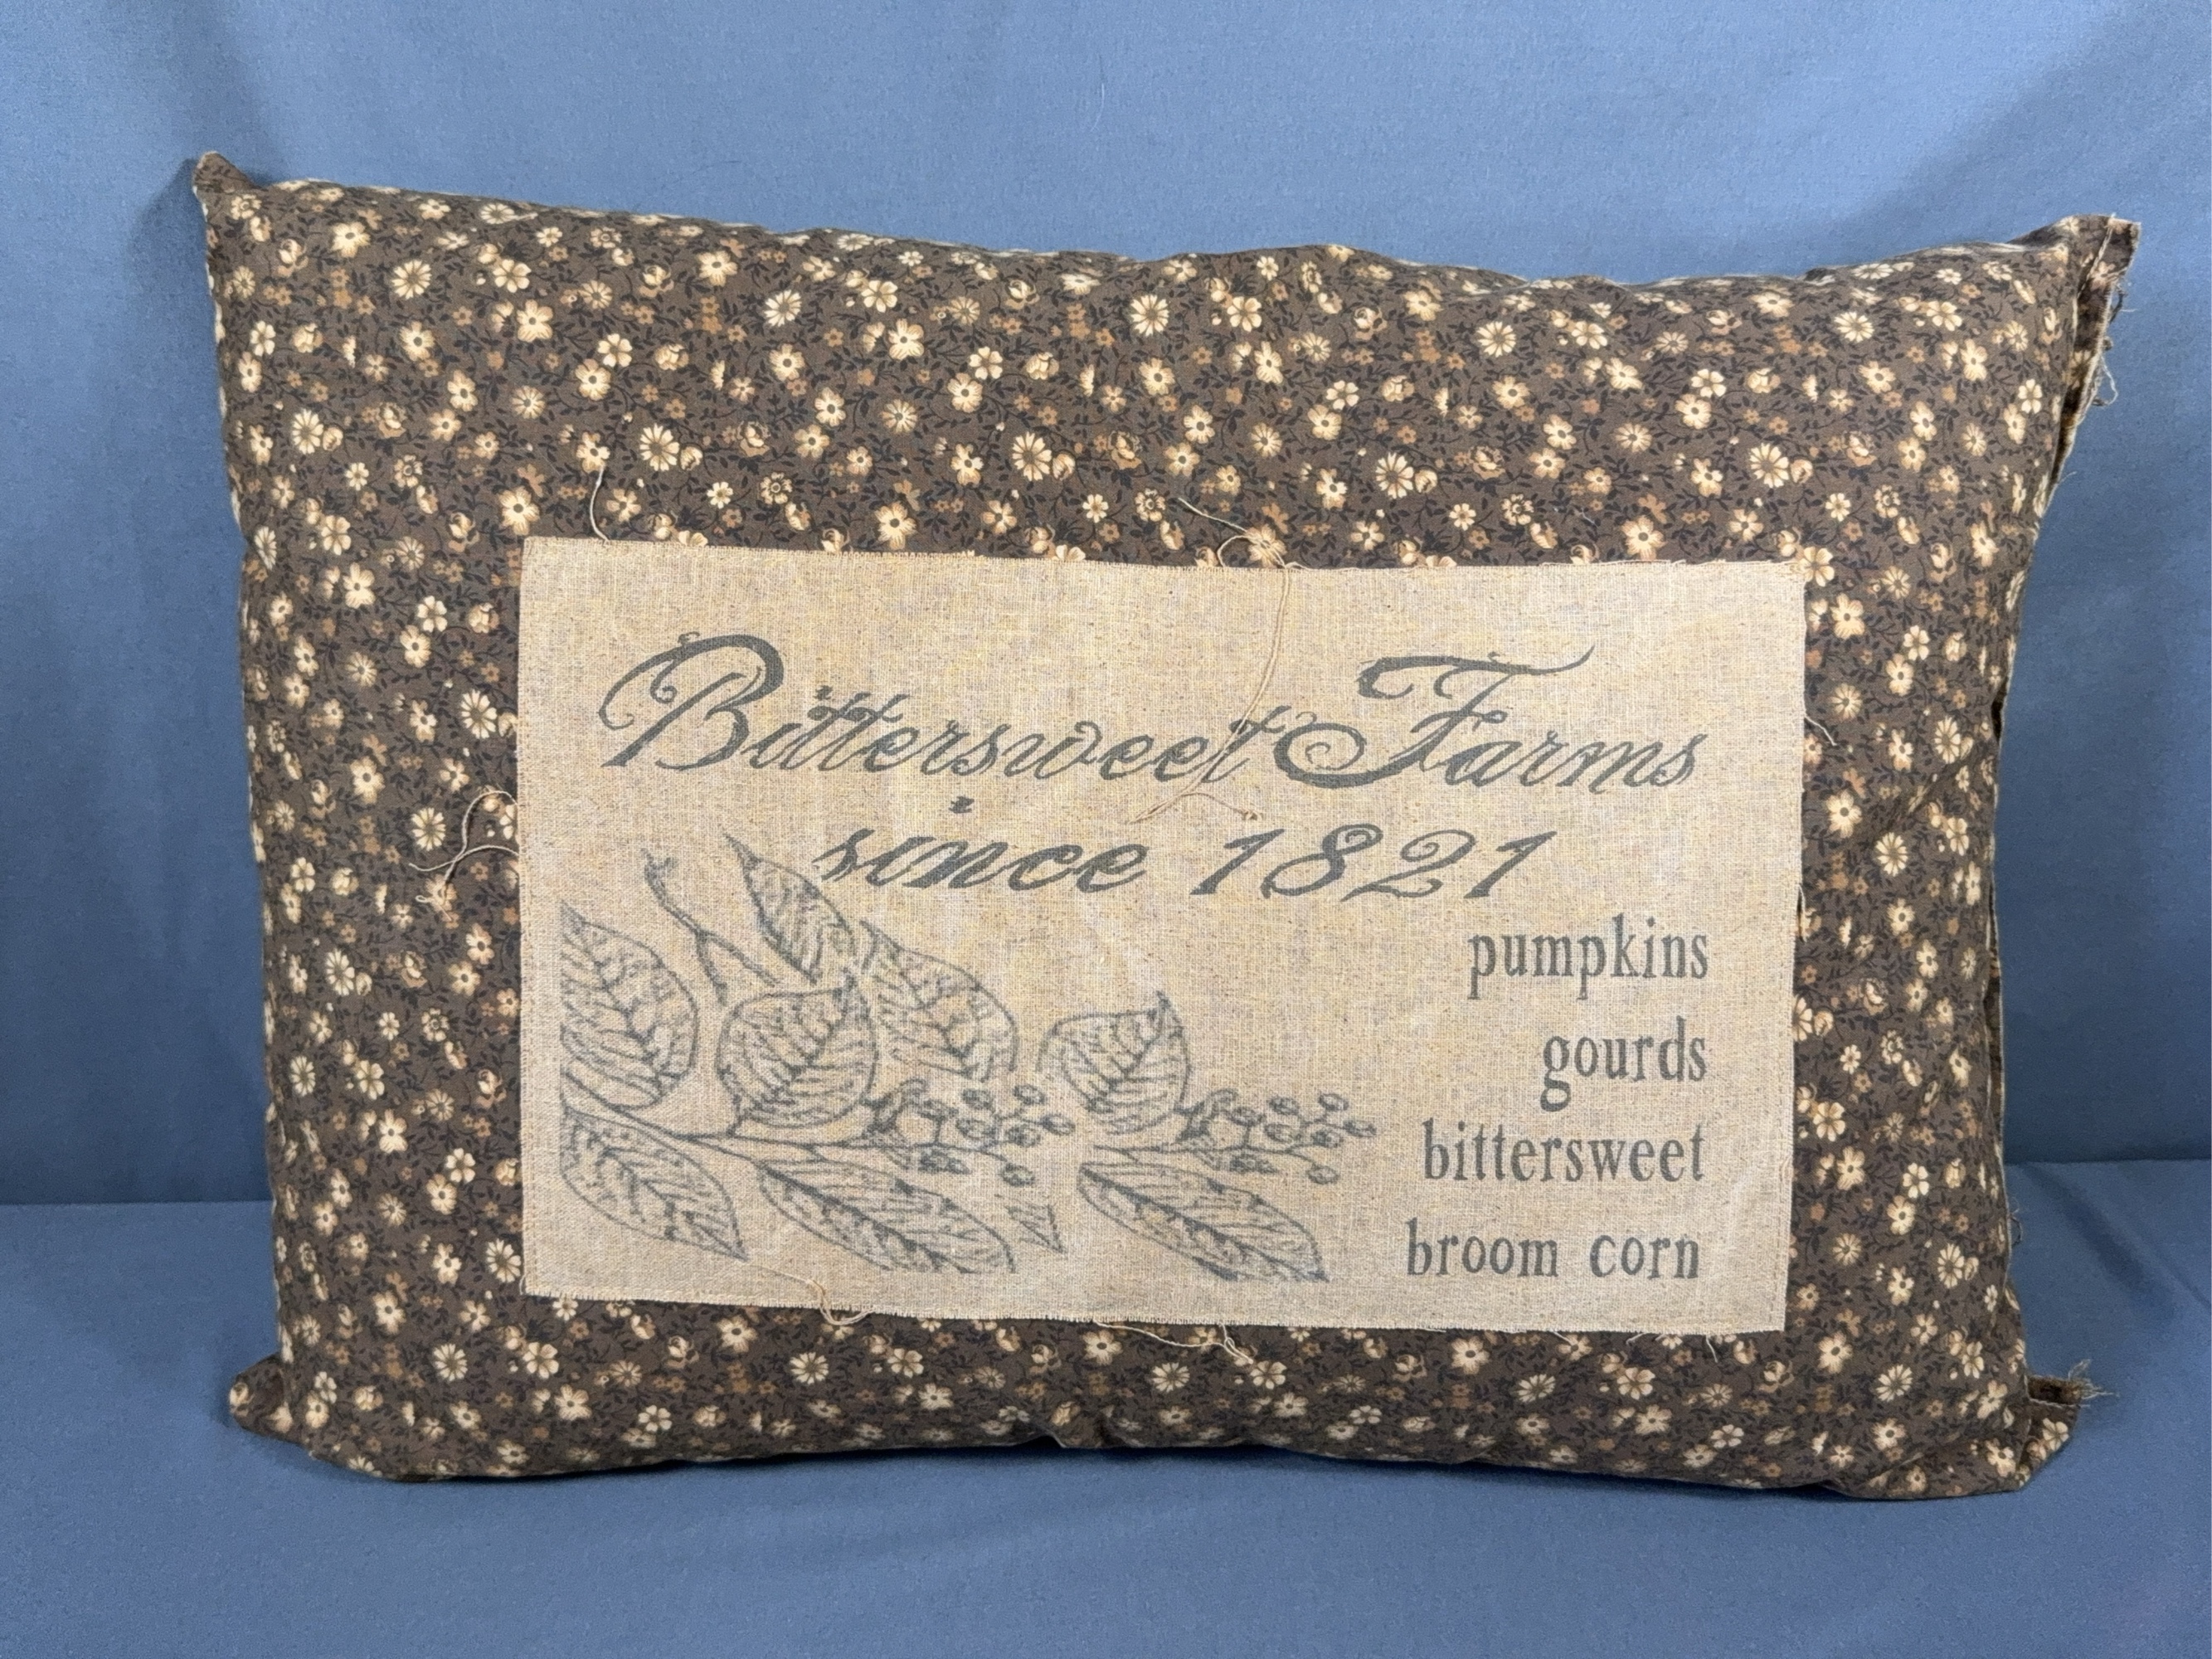 Bittersweet Farms
since 1821
pumpkins
gourds
bittersweet
broom corn